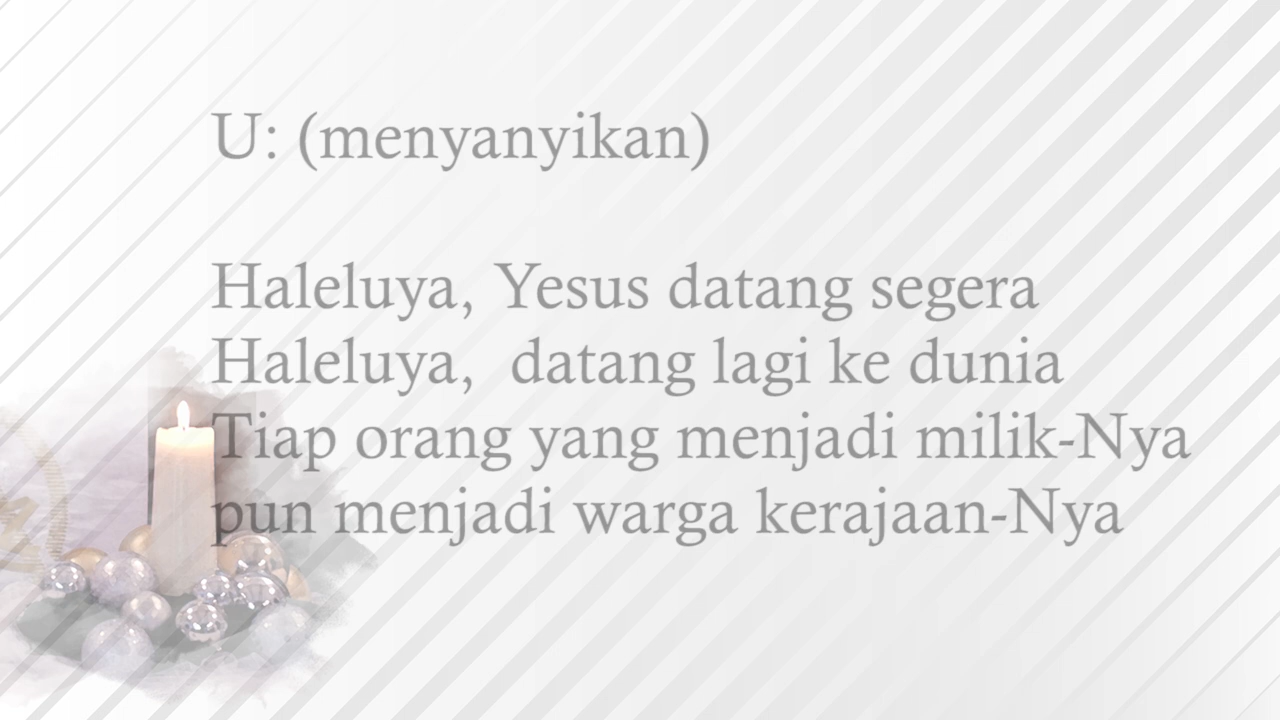 U: (menyanyikan)
Haleluya, Yesus datang segera
Haleluya, datang lagi ke dunia
Tiap orang yang menjadi milik-Nya
pun menjadi warga kerajaan-Nya